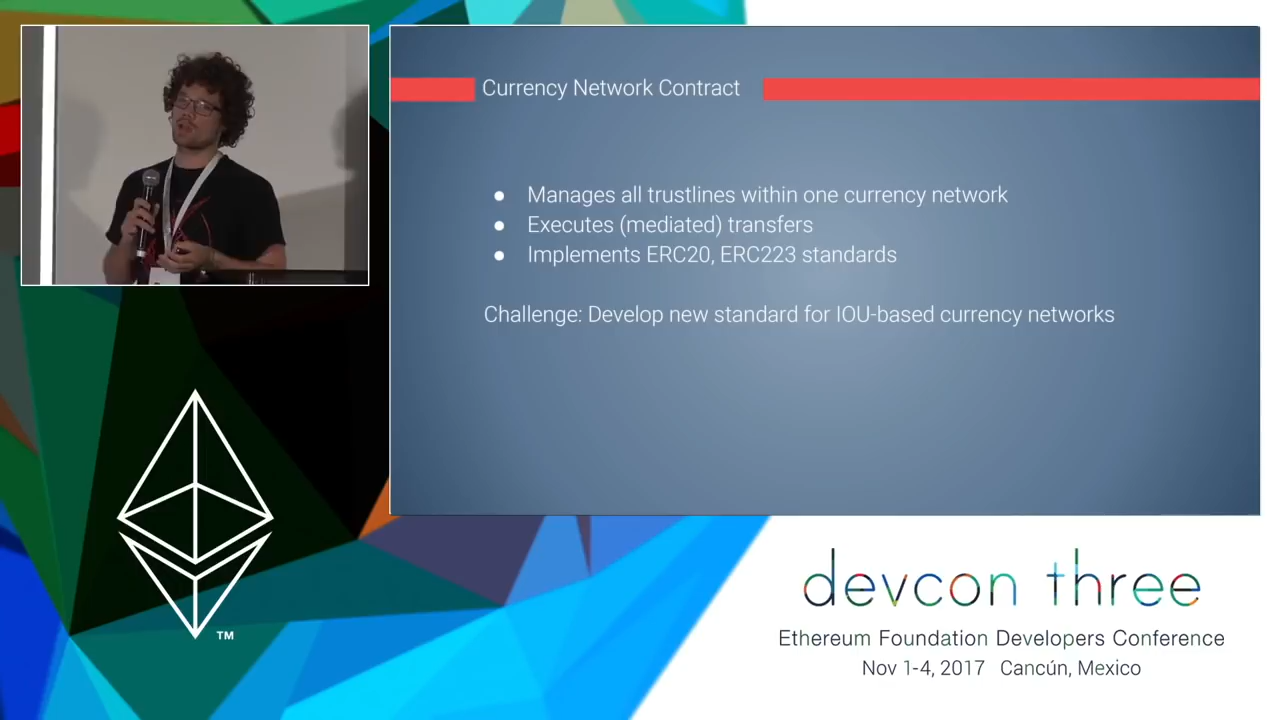 Currency Network Contract
● Manages all trustlines within one currency network
● Executes (mediated) transfers
● Implements ERC20, ERC223 standards
Challenge: Develop new standard for IOU-based currency networks
TM
devcon three
Ethereum Foundation Developers Conference
Nov 1-4, 2017 Cancún, Mexico